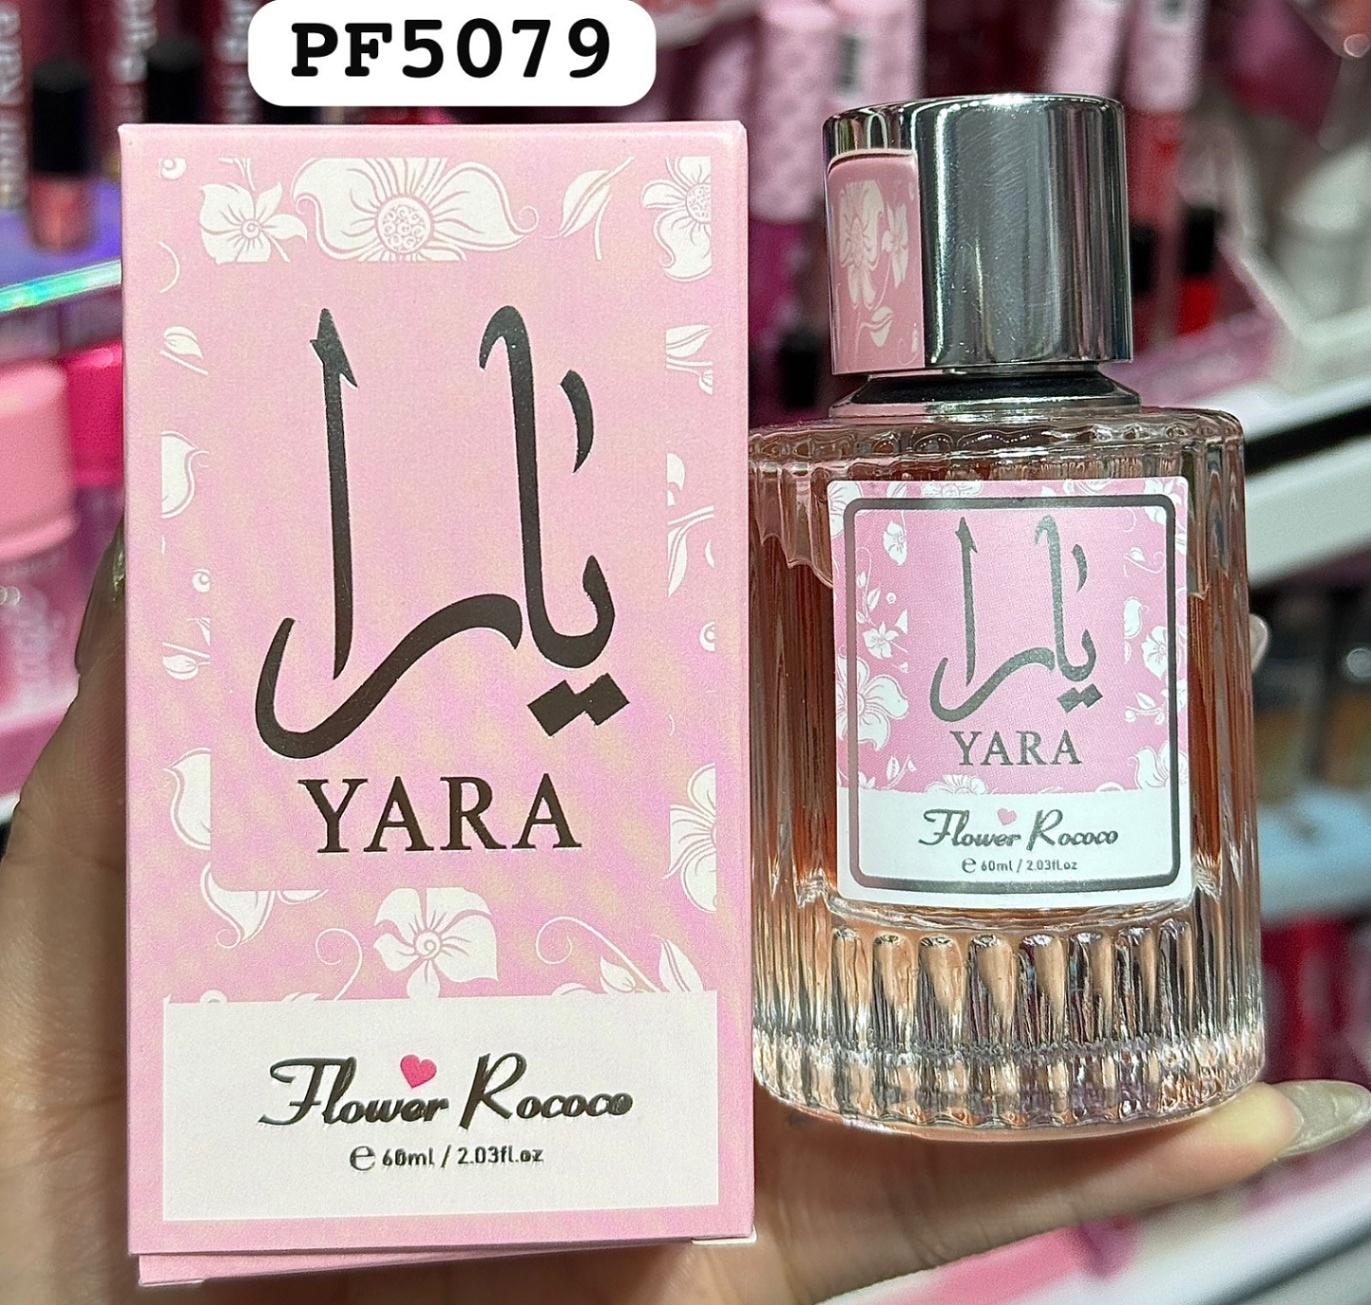 PF5079
يارا
YARA
Flower Rococo
℮ 60ml / 2.03fl.oz
يارا
YARA
Flower Rococo
℮ 60ml / 2.03fl.oz